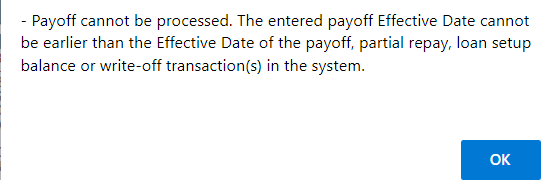 - Payoff cannot be processed. The entered payoff Effective Date cannot
be earlier than the Effective Date of the payoff, partial repay, loan setup
balance or write-off transaction(s) in the system.
OK